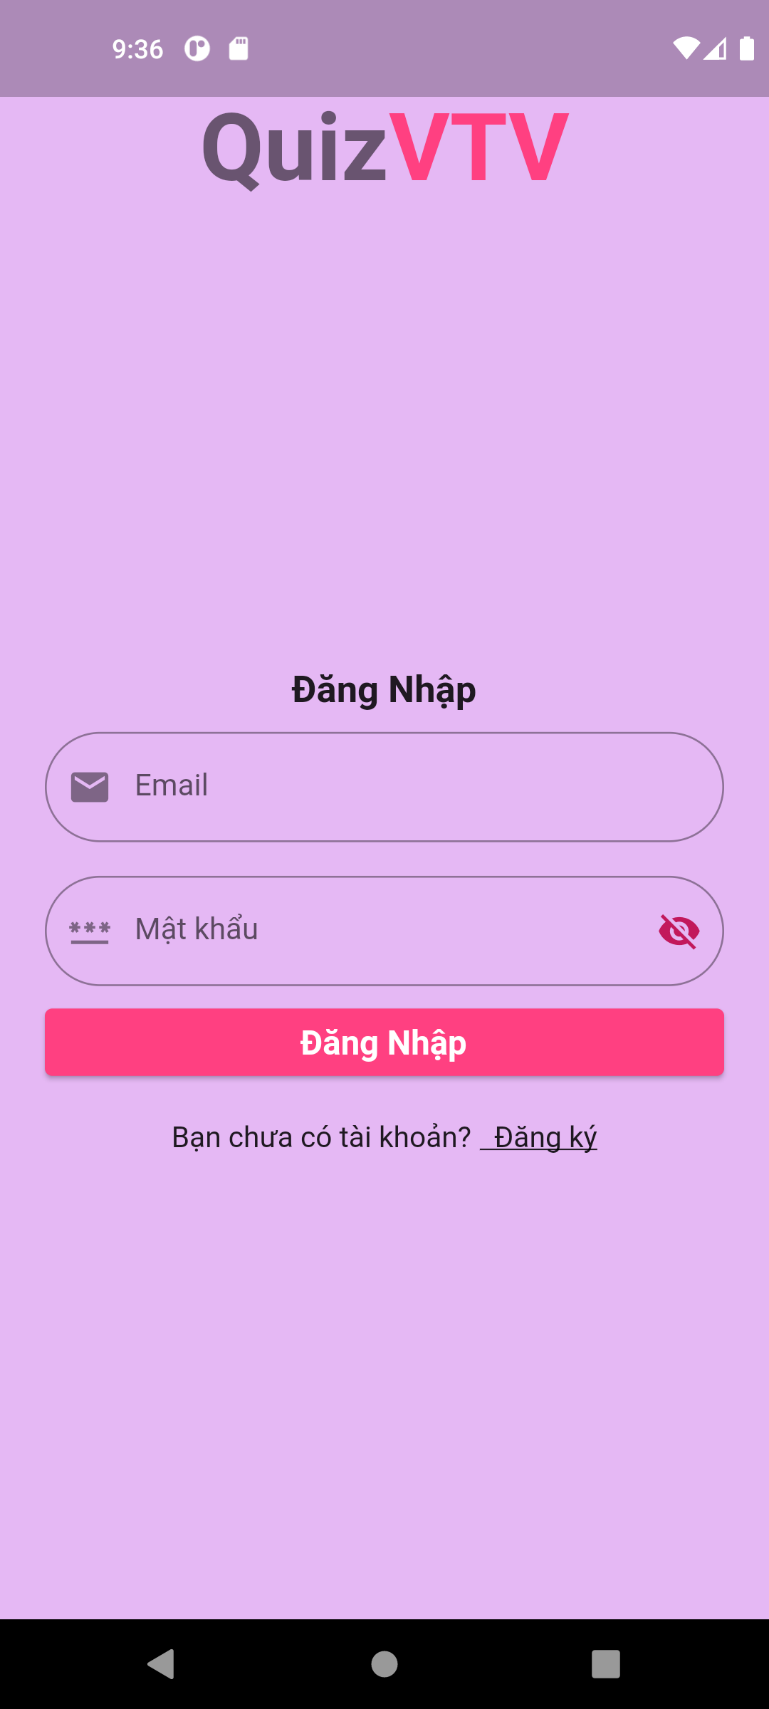 9:36
QuizVTV
Đăng Nhập
Email
Mật khẩu
Đăng Nhập
Bạn chưa có tài khoản? Đăng ký